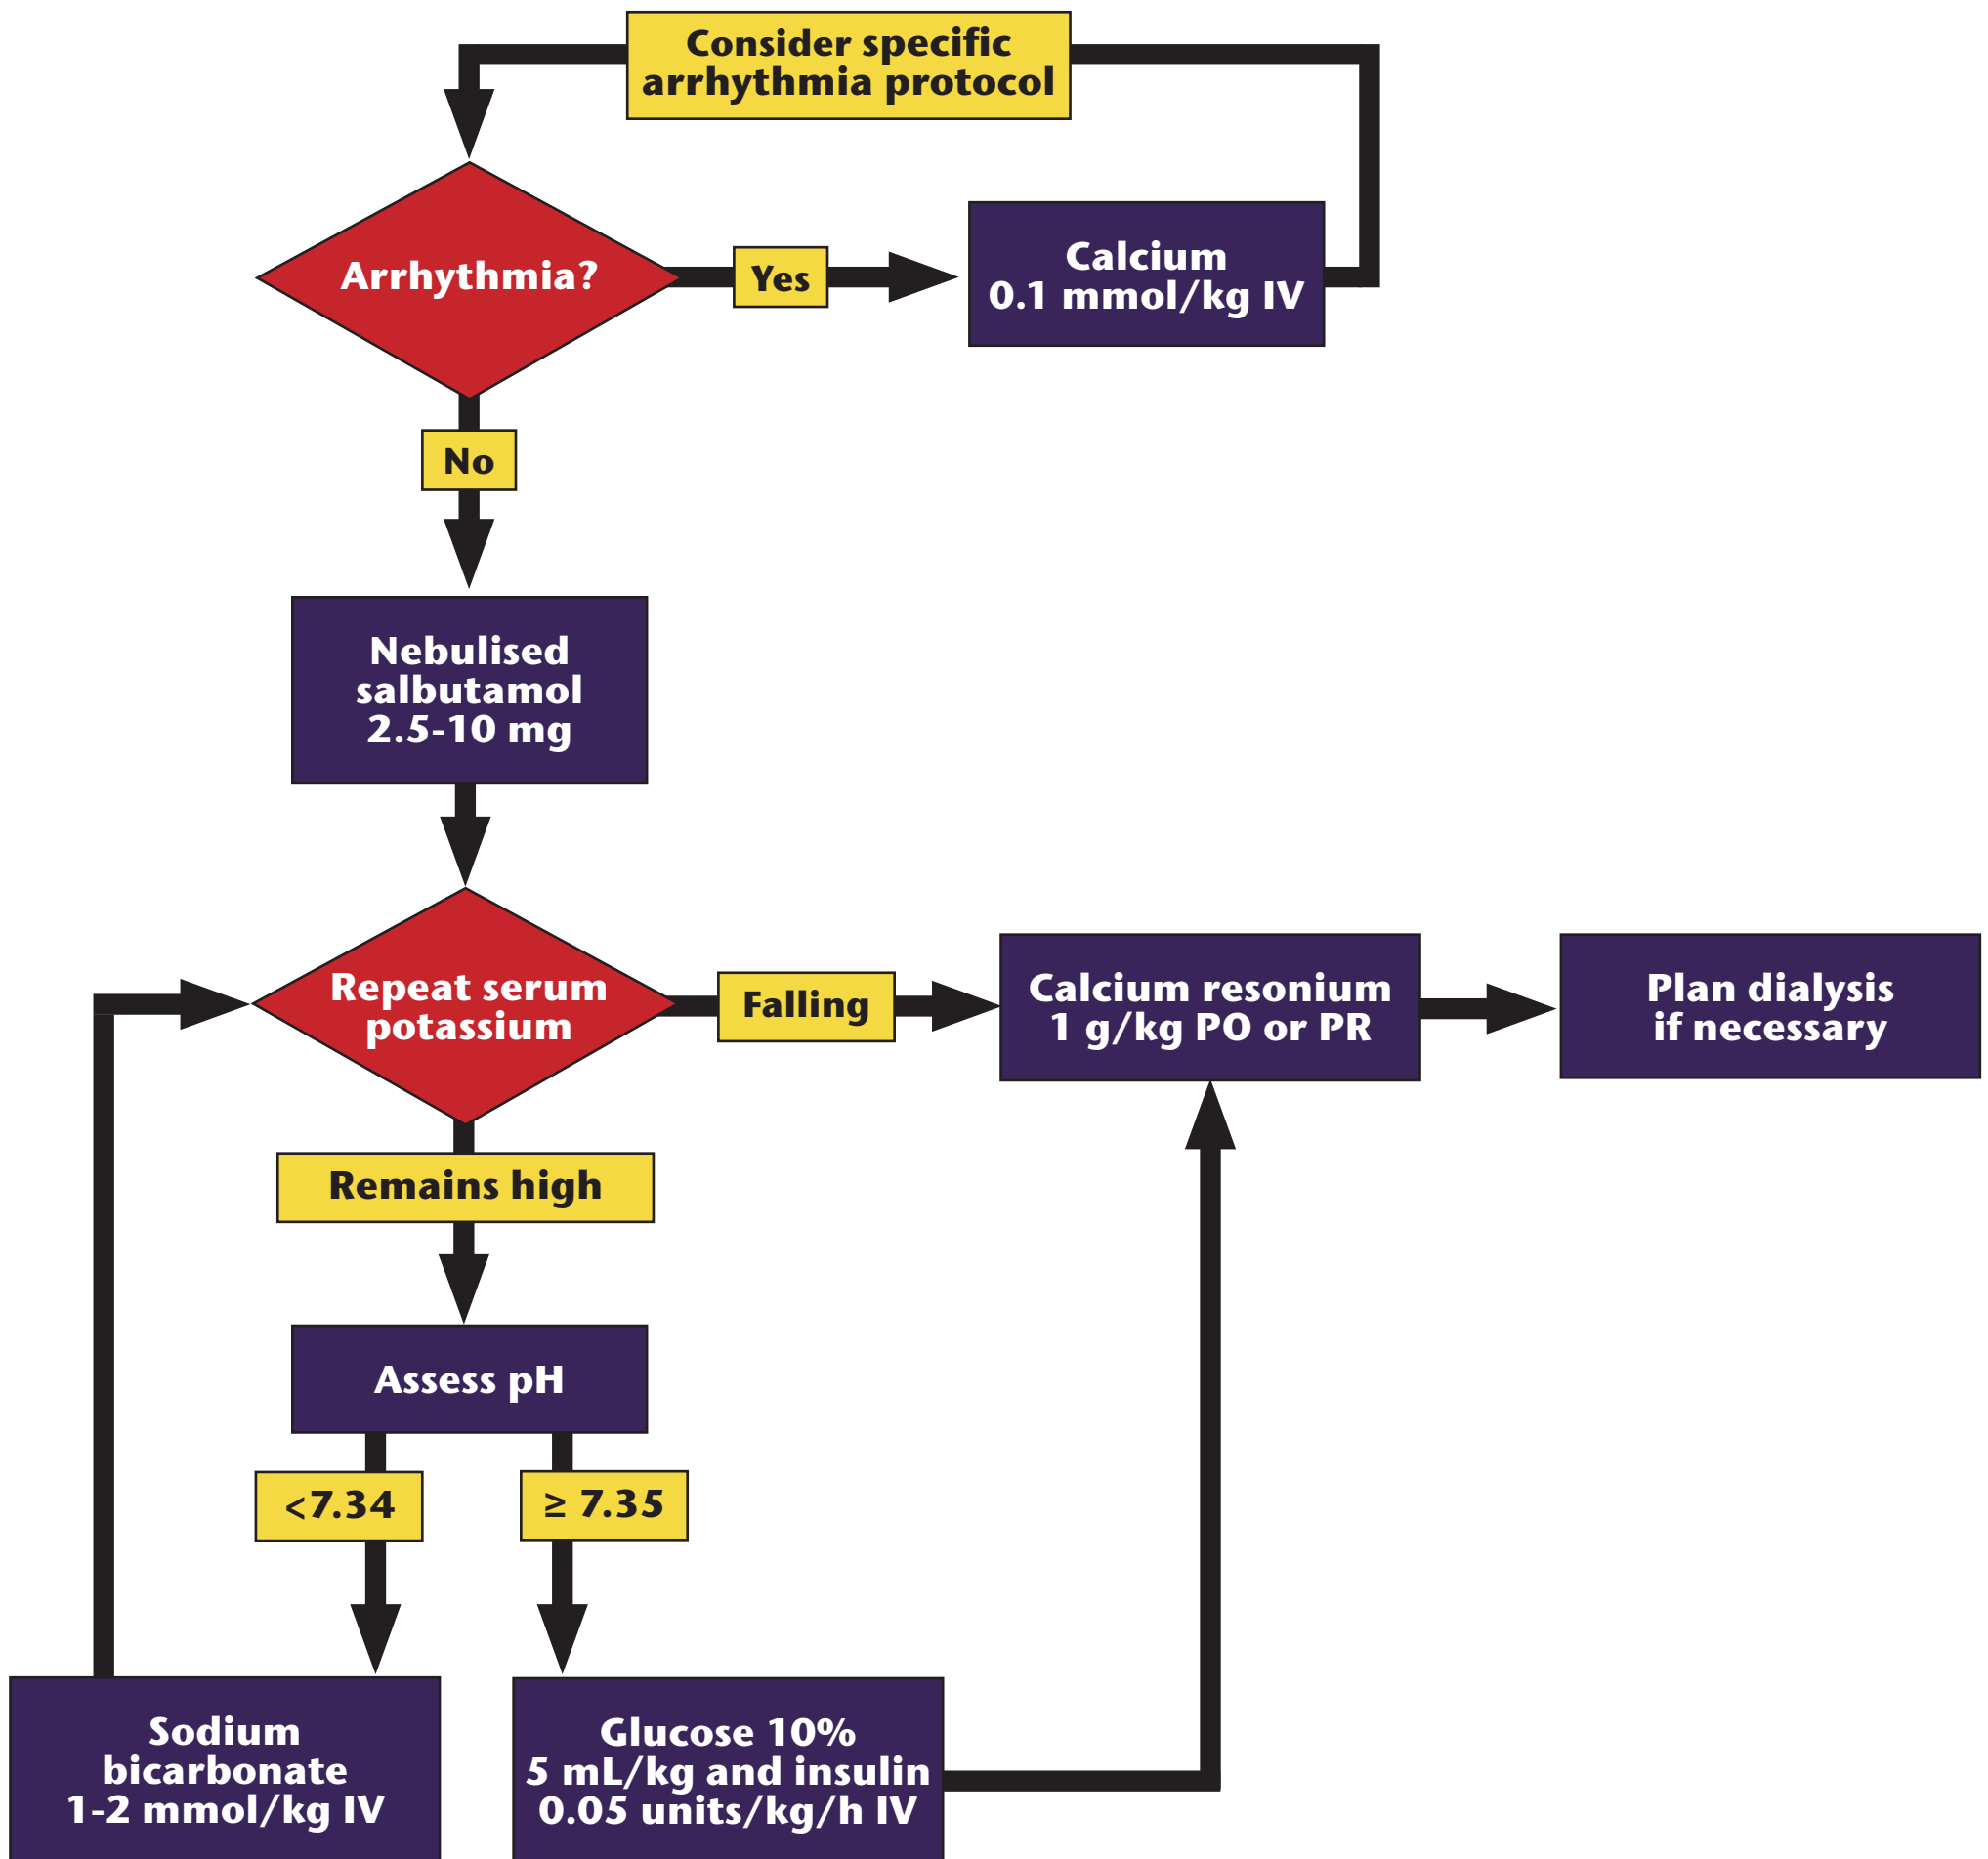 Consider specific
arrhythmia protocol
Arrhythmia?
Yes
Calcium
0.1 mmol/kg IV
No
Nebulised
salbutamol
2.5-10 mg
Repeat serum
potassium
Falling
Calcium resonium
1 g/kg PO or PR
Plan dialysis
if necessary
Remains high
Assess pH
<7.34
≥ 7.35
Sodium
bicarbonate
1-2 mmol/kg IV
Glucose 10%
5 mL/kg and insulin
0.05 units/kg/h IV